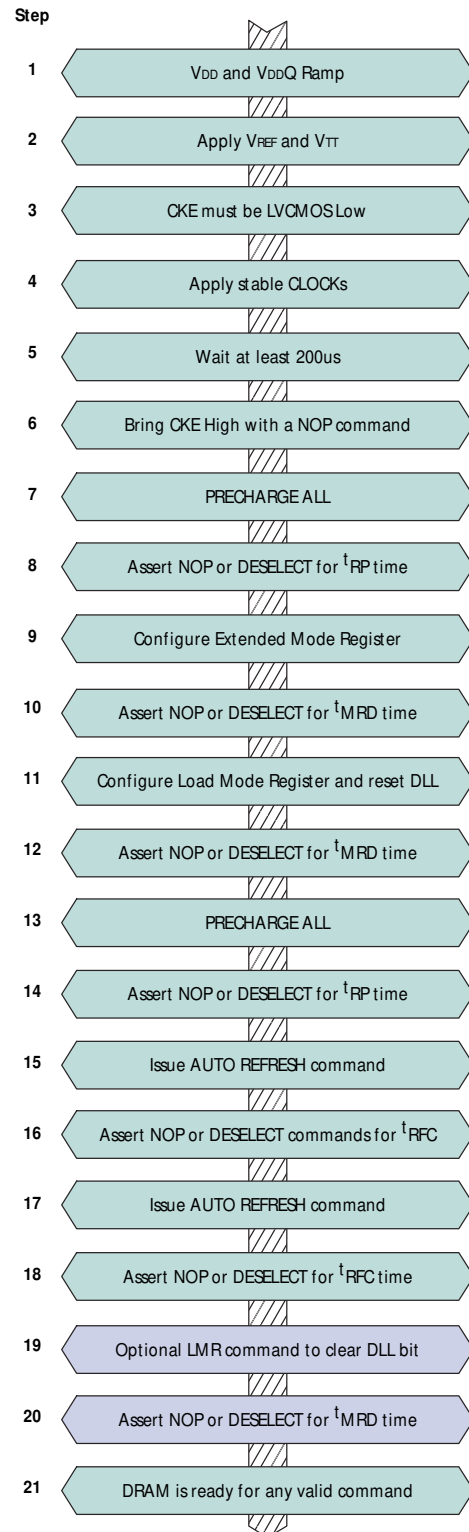 Step
1 VDD and VDDQ Ramp
2 Apply VREF and VTT
3 CKE must be LVCMOS Low
4 Apply stable CLOCKs
5 Wait at least 200us
6 Bring CKE High with a NOP command
7 PRECHARGE ALL
8 Assert NOP or DESELECT for tRP time
9 Configure Extended Mode Register
10 Assert NOP or DESELECT for tMRD time
11 Configure Load Mode Register and reset DLL
12 Assert NOP or DESELECT for tMRD time
13 PRECHARGE ALL
14 Assert NOP or DESELECT for tRP time
15 Issue AUTO REFRESH command
16 Assert NOP or DESELECT commands for tRFC
17 Issue AUTO REFRESH command
18 Assert NOP or DESELECT for tRFC time
19 Optional LMR command to clear DLL bit
20 Assert NOP or DESELECT for tMRD time
21 DRAM is ready for any valid command